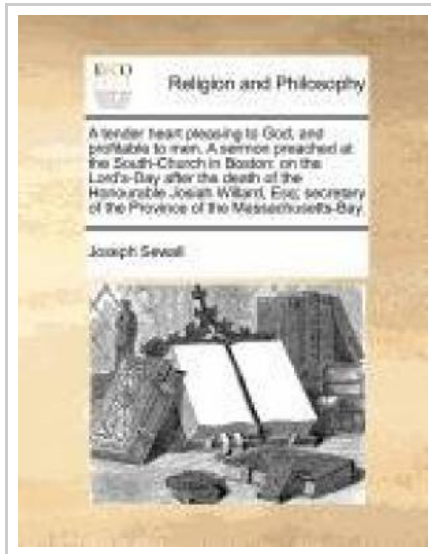 ECCO
Religion and Philosophy
A tender heart pleasing to God, and
profitable to men. A sermon preached at
the South-Church in Boston: on the
Lord's-Day after the death of the
Honourable Josiah Willard, Esq; secretary
of the Province of the Massachusetts-Bay.
Joseph Sewall